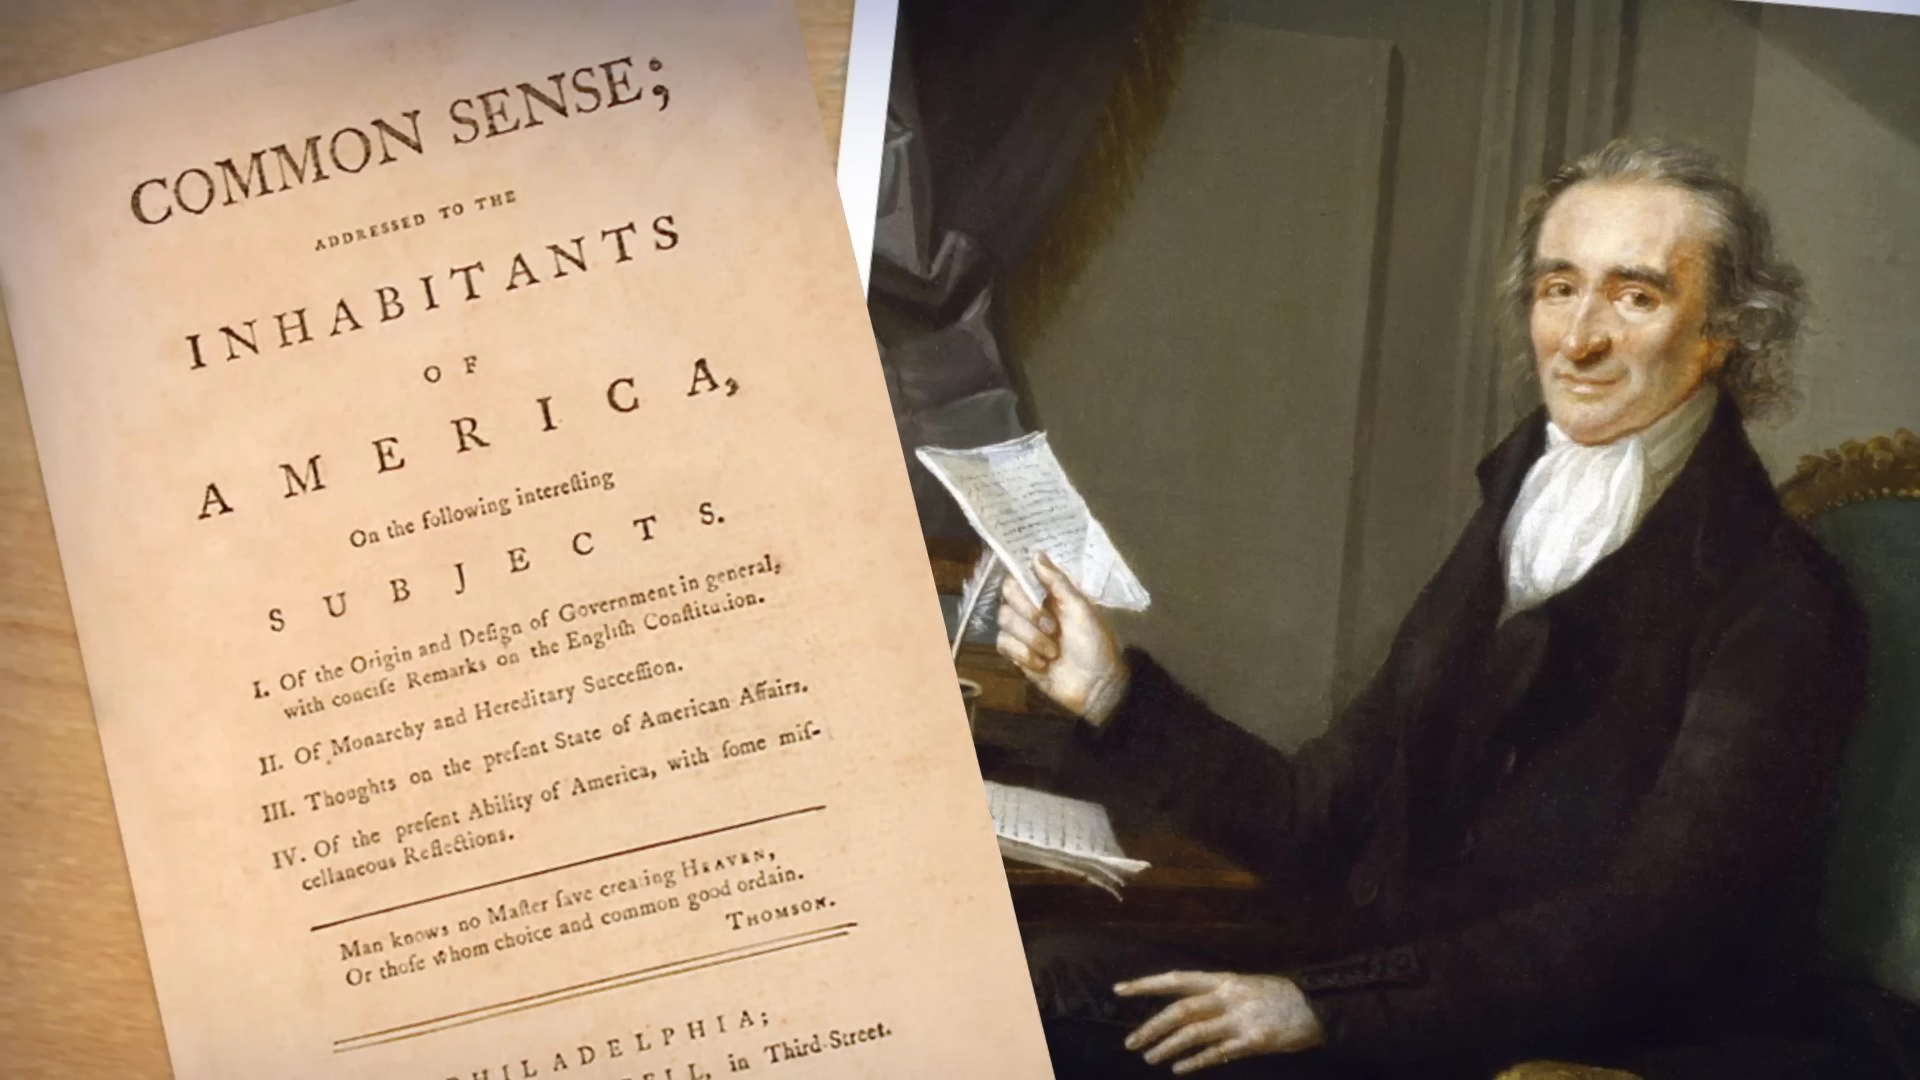 COMMON SENSE;
ADDRESSED TO THE
INHABITANTS
OF
AMERICA,
On the following intereſting
SUBJECTS.
I. Of the Origin and Deſign of Government in general,
with conciſe Remarks on the Engliſh Conſtitution.
II. Of Monarchy and Hereditary Succeſſion.
III. Thoughts on the preſent State of American Affairs.
IV. Of the preſent Ability of America, with ſome miſ-
cellaneous Reflections.
Man knows no Maſter ſave creating HEAVEN,
Or thoſe whom choice and common good ordain.
THOMSON.
PHILADELPHIA;
in Third-Street.